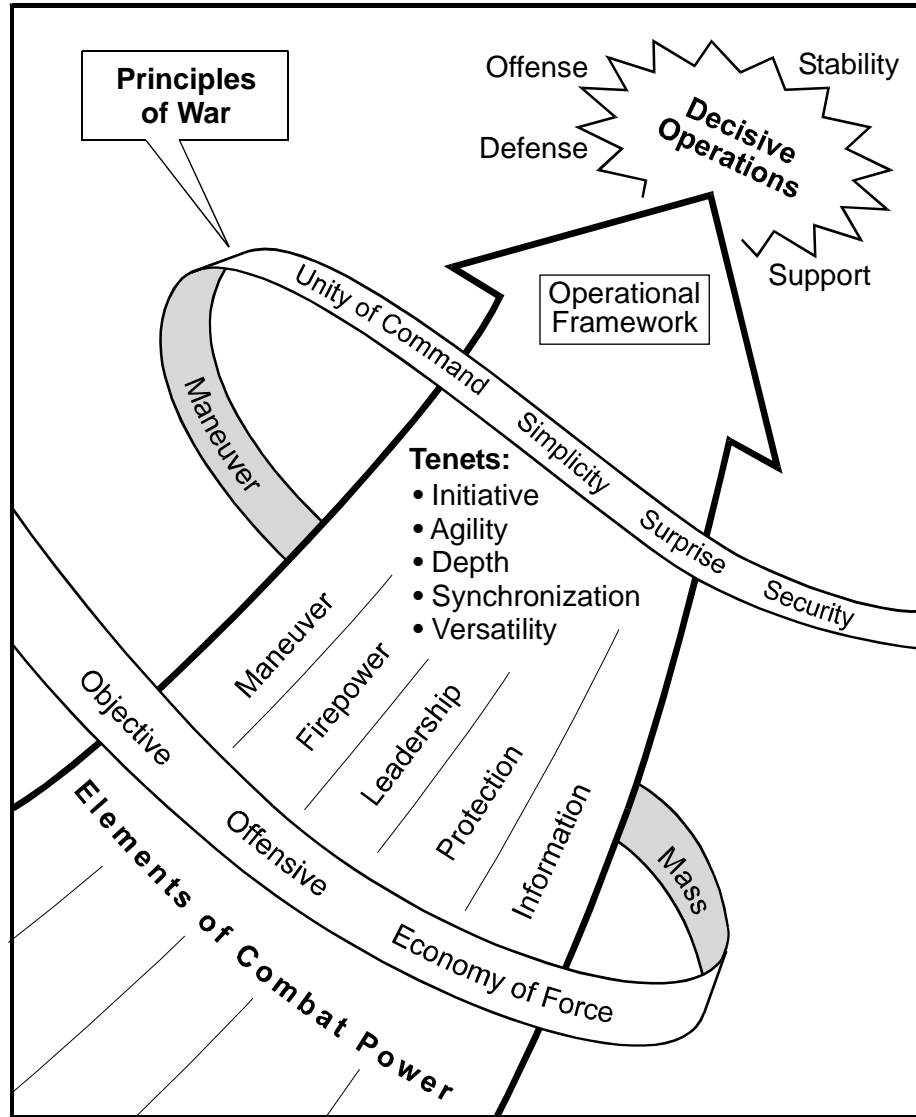 Principles
of War
Offense
Stability
Defense
Decisive
Operations
Support
Operational
Framework
Unity of Command
Simplicity
Surprise
Security
Maneuver
Tenets:
• Initiative
• Agility
• Depth
• Synchronization
• Versatility
Maneuver
Firepower
Leadership
Protection
Information
Mass
Objective
Offensive
Economy of Force
Elements of Combat Power